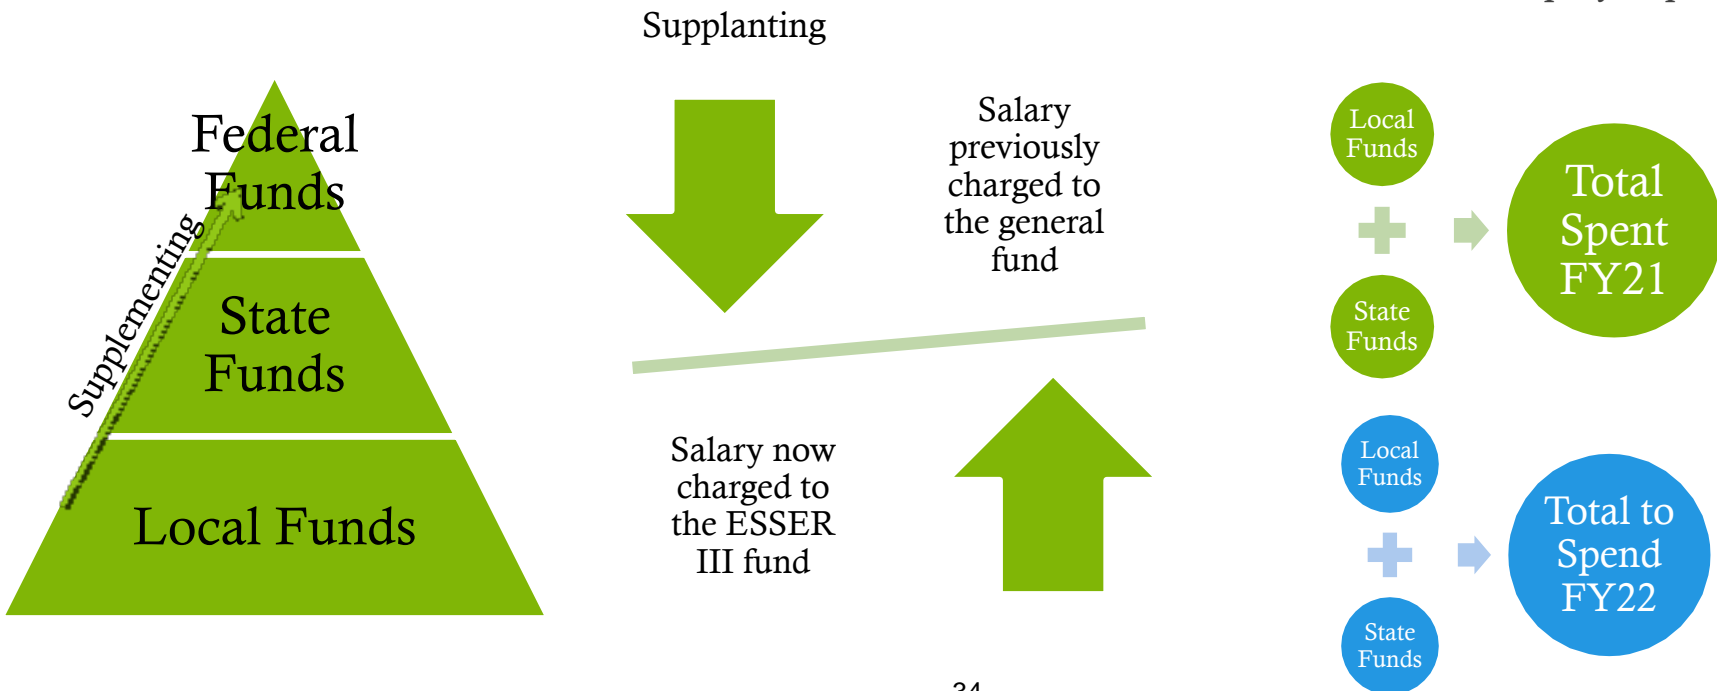 Supplanting
Federal
Funds
Supplementing
State
Funds
Local Funds
Salary
previously
charged to
the general
fund
Salary now
charged to
the ESSER
III fund
Local
Funds
State
Funds
Total
Spent
FY21
Local
Funds
State
Funds
Total to
Spend
FY22
34